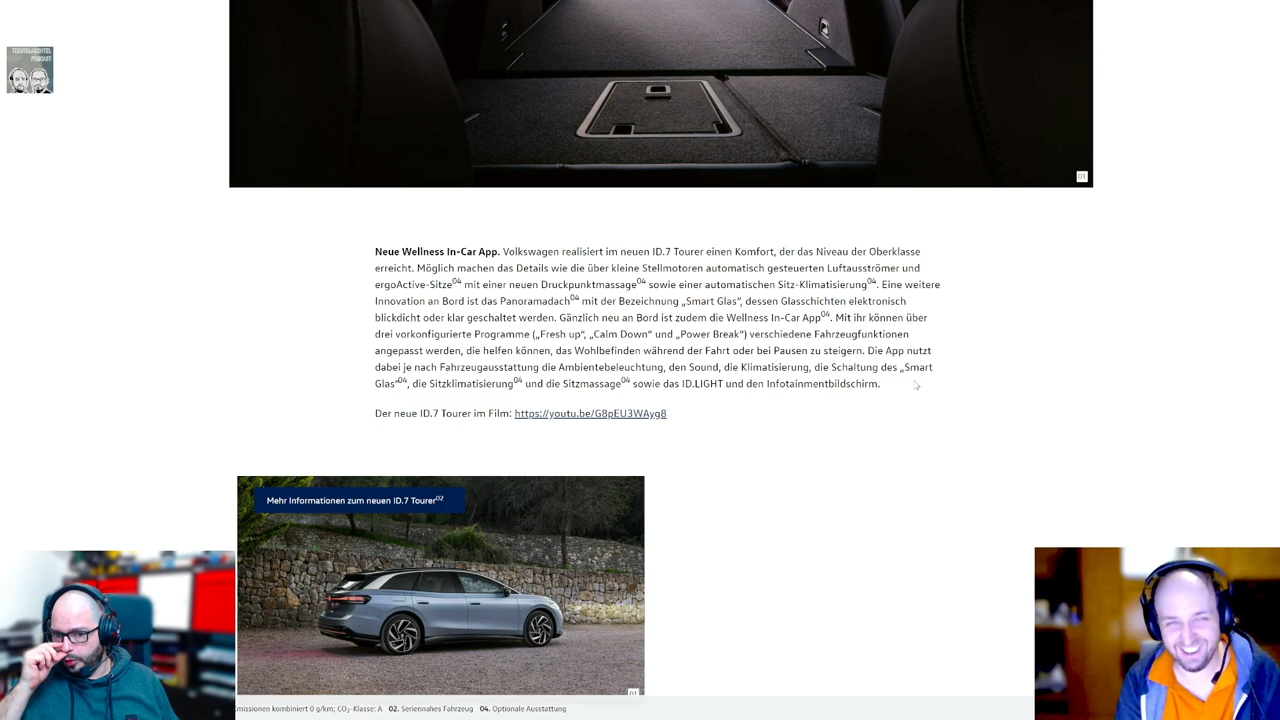 TECHTELMECHTEL
PODCAST
01
Neue Wellness In-Car App. Volkswagen realisiert im neuen ID.7 Tourer einen Komfort, der das Niveau der Oberklasse
erreicht. Möglich machen das Details wie die über kleine Stellmotoren automatisch gesteuerten Luftausströmer und
ergoActive-Sitze04 mit einer neuen Druckpunktmassage04 sowie einer automatischen Sitz-Klimatisierung04. Eine weitere
Innovation an Bord ist das Panoramadach04 mit der Bezeichnung „Smart Glas“, dessen Glasschichten elektronisch
blickdicht oder klar geschaltet werden. Gänzlich neu an Bord ist zudem die Wellness In-Car App04. Mit ihr können über
drei vorkonfigurierte Programme („Fresh up“, „Calm Down“ und „Power Break“) verschiedene Fahrzeugfunktionen
angepasst werden, die helfen können, das Wohlbefinden während der Fahrt oder bei Pausen zu steigern. Die App nutzt
dabei je nach Fahrzeugausstattung die Ambientebeleuchtung, den Sound, die Klimatisierung, die Schaltung des „Smart
Glas“04, die Sitzklimatisierung04 und die Sitzmassage04 sowie das ID.LIGHT und den Infotainmentbildschirm.
Der neue ID.7 Tourer im Film: https://youtu.be/G8pEU3WAyg8
Mehr Informationen zum neuen ID.7 Tourer02
01
missionen kombiniert 0 g/km; CO2-Klasse: A 02. Seriennahes Fahrzeug 04. Optionale Ausstattung